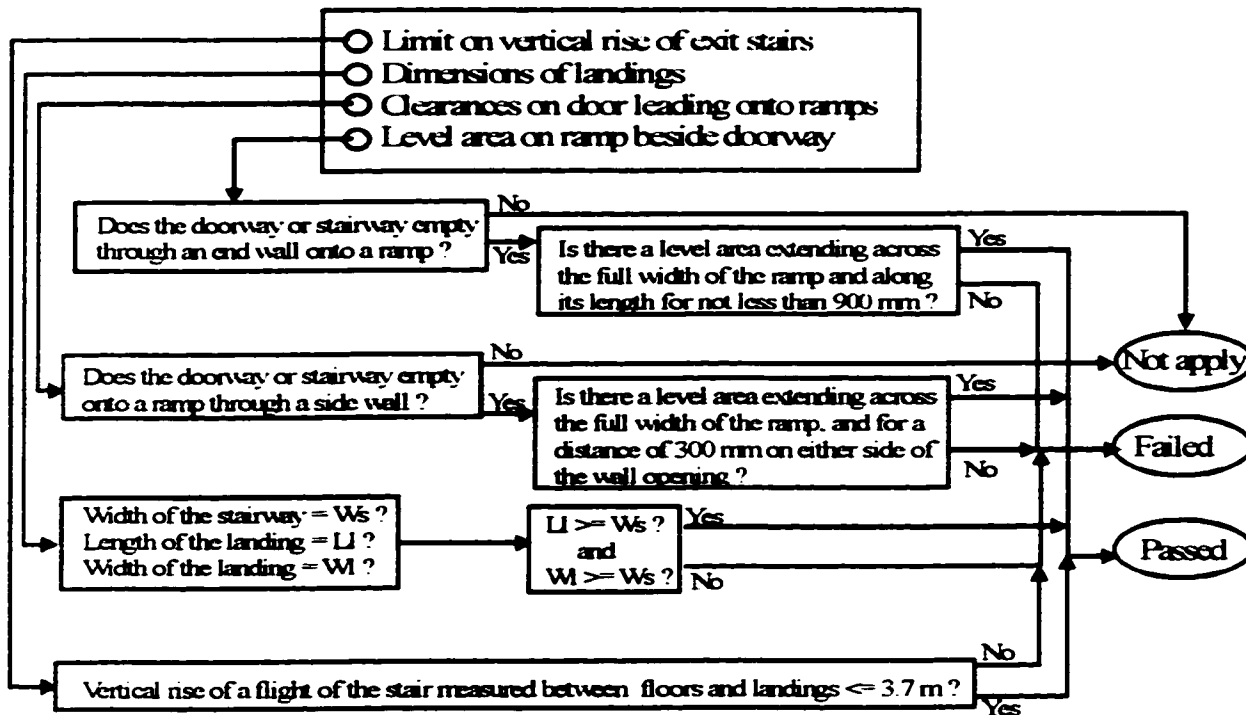 Limit on vertical rise of exit stairs
Dimensions of landings
Clearances on door leading onto ramps
Level area on ramp beside doorway
Does the doorway or stairway empty
through an end wall onto a ramp ?
No
Yes
Is there a level area extending across
the full width of the ramp and along
its length for not less than 900 mm ?
Yes
No
Not apply
Does the doorway or stairway empty
onto a ramp through a side wall ?
No
Yes
Is there a level area extending across
the full width of the ramp, and for a
distance of 300 mm on either side of
the wall opening ?
Yes
No
Failed
Width of the stairway = Ws ?
Length of the landing = Ll ?
Width of the landing = Wl ?
Ll >= Ws ?
and
Wl >= Ws ?
Yes
No
Passed
Vertical rise of a flight of the stair measured between floors and landings <= 3.7 m ?
No
Yes